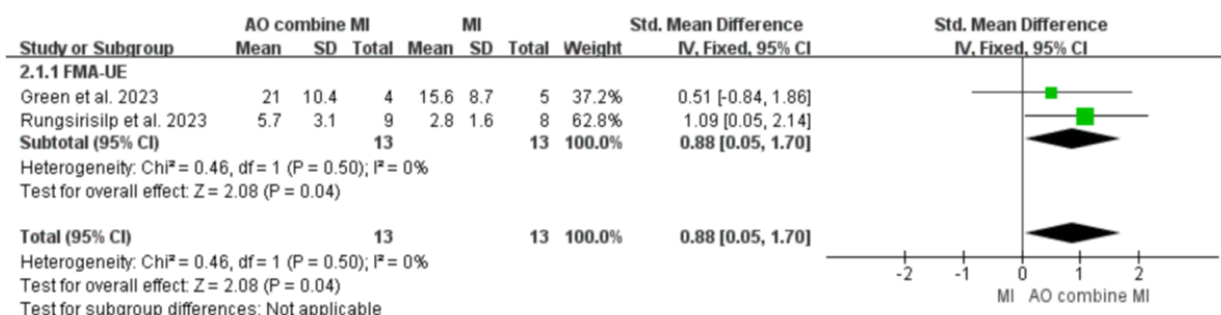 AO combine MI MI Std. Mean Difference Std. Mean Difference
Study or Subgroup Mean SD Total Mean SD Total Weight IV, Fixed, 95% CI IV, Fixed, 95% CI
2.1.1 FMA-UE
Green et al. 2023 21 10.4 4 15.6 8.7 5 37.2% 0.51 [-0.84, 1.86]
Rungsirisilp et al. 2023 5.7 3.1 9 2.8 1.6 8 62.8% 1.09 [0.05, 2.14]
Subtotal (95% CI) 13 13 100.0% 0.88 [0.05, 1.70]
Heterogeneity: Chi² = 0.46, df = 1 (P = 0.50); I² = 0%
Test for overall effect: Z = 2.08 (P = 0.04)
Total (95% CI) 13 13 100.0% 0.88 [0.05, 1.70]
Heterogeneity: Chi² = 0.46, df = 1 (P = 0.50); I² = 0%
Test for overall effect: Z = 2.08 (P = 0.04)
Test for subgroup differences: Not applicable
-2 -1 0 1 2
MI AO combine MI